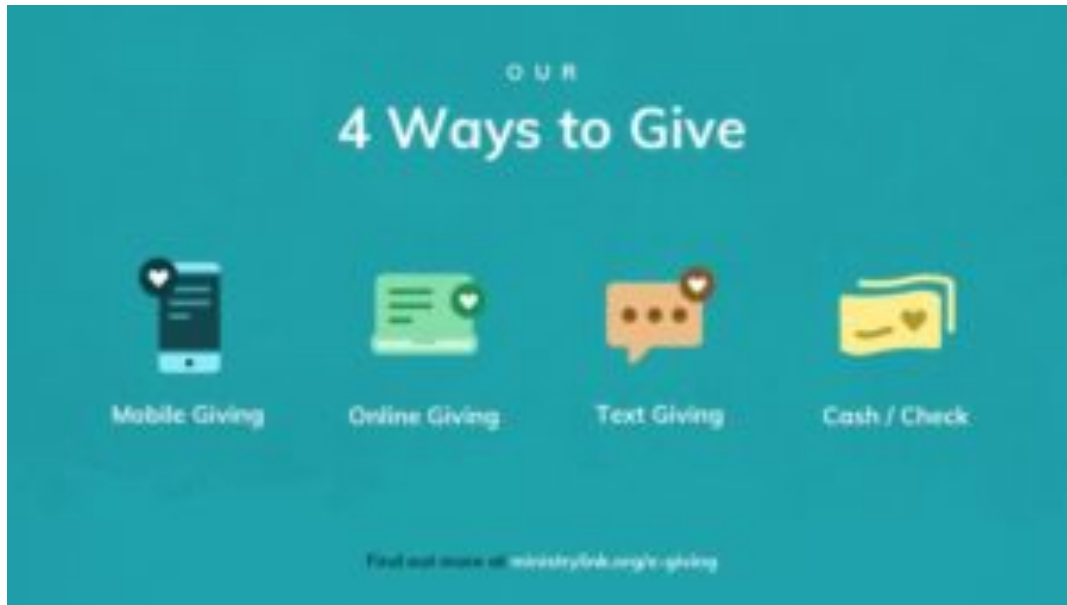 OUR
4 Ways to Give
Mobile Giving
Online Giving
Text Giving
Cash / Check
Find out more at ministrylink.org/e-giving